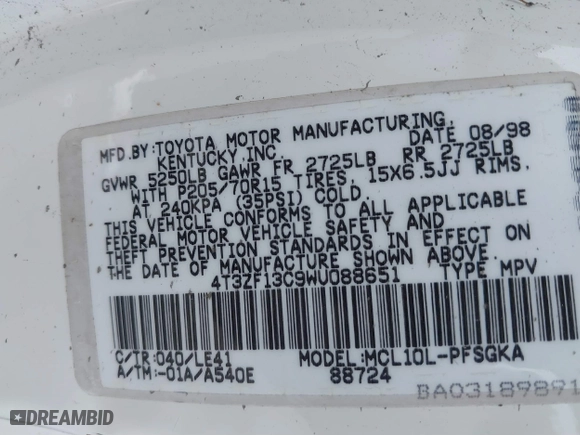 MFD.BY:TOYOTA MOTOR MANUFACTURING,
KENTUCKY,INC. DATE 08/98
GVWR 5250LB GAWR FR 2725LB RR 2725LB
WITH P205/70R15 TIRES, 15X6.5JJ RIMS,
AT 240KPA (35PSI) COLD.
THIS VEHICLE CONFORMS TO ALL APPLICABLE
FEDERAL MOTOR VEHICLE SAFETY AND
THEFT PREVENTION STANDARDS IN EFFECT ON
THE DATE OF MANUFACTURE SHOWN ABOVE.
4T3ZF13C9WU088651 TYPE MPV
C/TR:040/LE41 MODEL:MCL10L-PFSGKA
A/TM:-01A/A540E 88724
BA03189891
DREAMBID